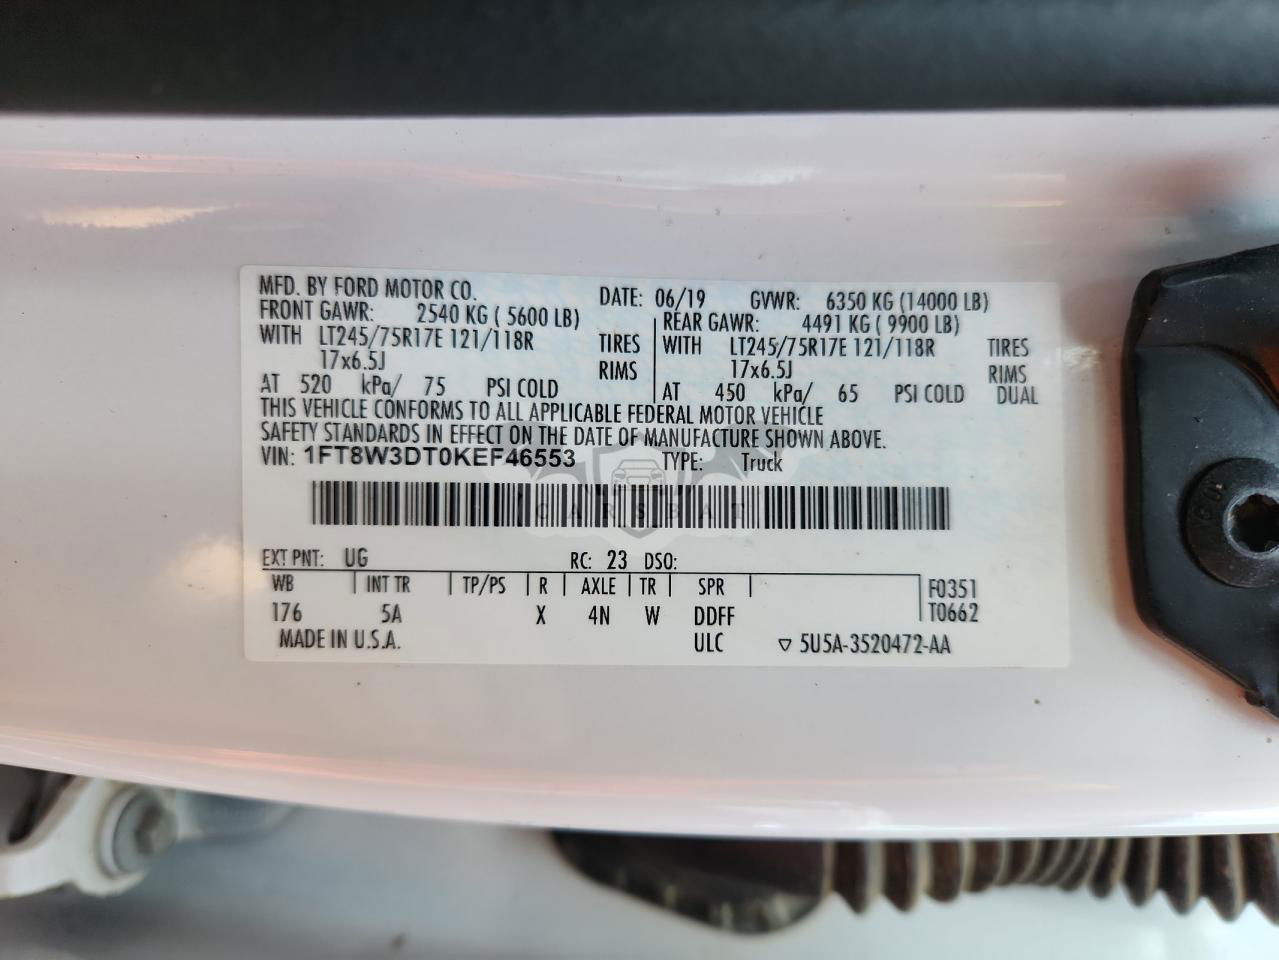 MFD. BY FORD MOTOR CO. DATE: 06/19 GVWR: 6350 KG (14000 LB)
FRONT GAWR: 2540 KG ( 5600 LB) REAR GAWR: 4491 KG ( 9900 LB)
WITH LT245/75R17E 121/118R TIRES WITH LT245/75R17E 121/118R TIRES
17x6.5J RIMS 17x6.5J RIMS
AT 520 kPa/ 75 PSI COLD AT 450 kPa/ 65 PSI COLD DUAL
THIS VEHICLE CONFORMS TO ALL APPLICABLE FEDERAL MOTOR VEHICLE
SAFETY STANDARDS IN EFFECT ON THE DATE OF MANUFACTURE SHOWN ABOVE.
VIN: 1FT8W3DT0KEF46553 TYPE: Truck
CARSBAT
EXT PNT: UG RC: 23 DSO:
WB INT TR TP/PS R AXLE TR SPR F0351
176 5A X 4N W DDFF T0662
MADE IN U.S.A. ULC ▽ 5U5A-3520472-AA